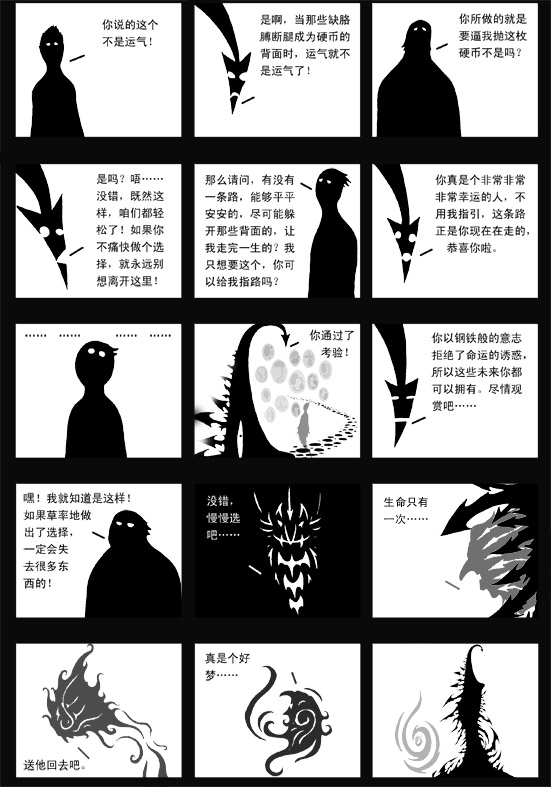 你说的这个
不是运气！
是啊，当那些缺胳
膊断腿成为硬币的
背面时，运气就不
是运气了！
你所做的就是
要逼我抛这枚
硬币不是吗？
是吗？唔……
没错，既然这
样，咱们都轻
松了！如果你
不痛快做个选
择，就永远别
想离开这里！
那么请问，有没有
一条路，能够平平
安安的，尽可能躲
开那些背面的，让
我走完一生的？我
只想要这个，你可
以给我指路吗？
你真是个非常非常
非常幸运的人，不
用我指引，这条路
正是你现在在走的，
恭喜你啦。
…… …… …… ……
你通过了
考验！
你以钢铁般的意志
拒绝了命运的诱惑，
所以这些未来你都
可以拥有。尽情观
赏吧……
嘿！我就知道是这样！
如果草率地做
出了选择，
一定会失
去很多东
西的！
没错，
慢慢选
吧……
生命只有
一次……
送他回去吧。
真是个好
梦……